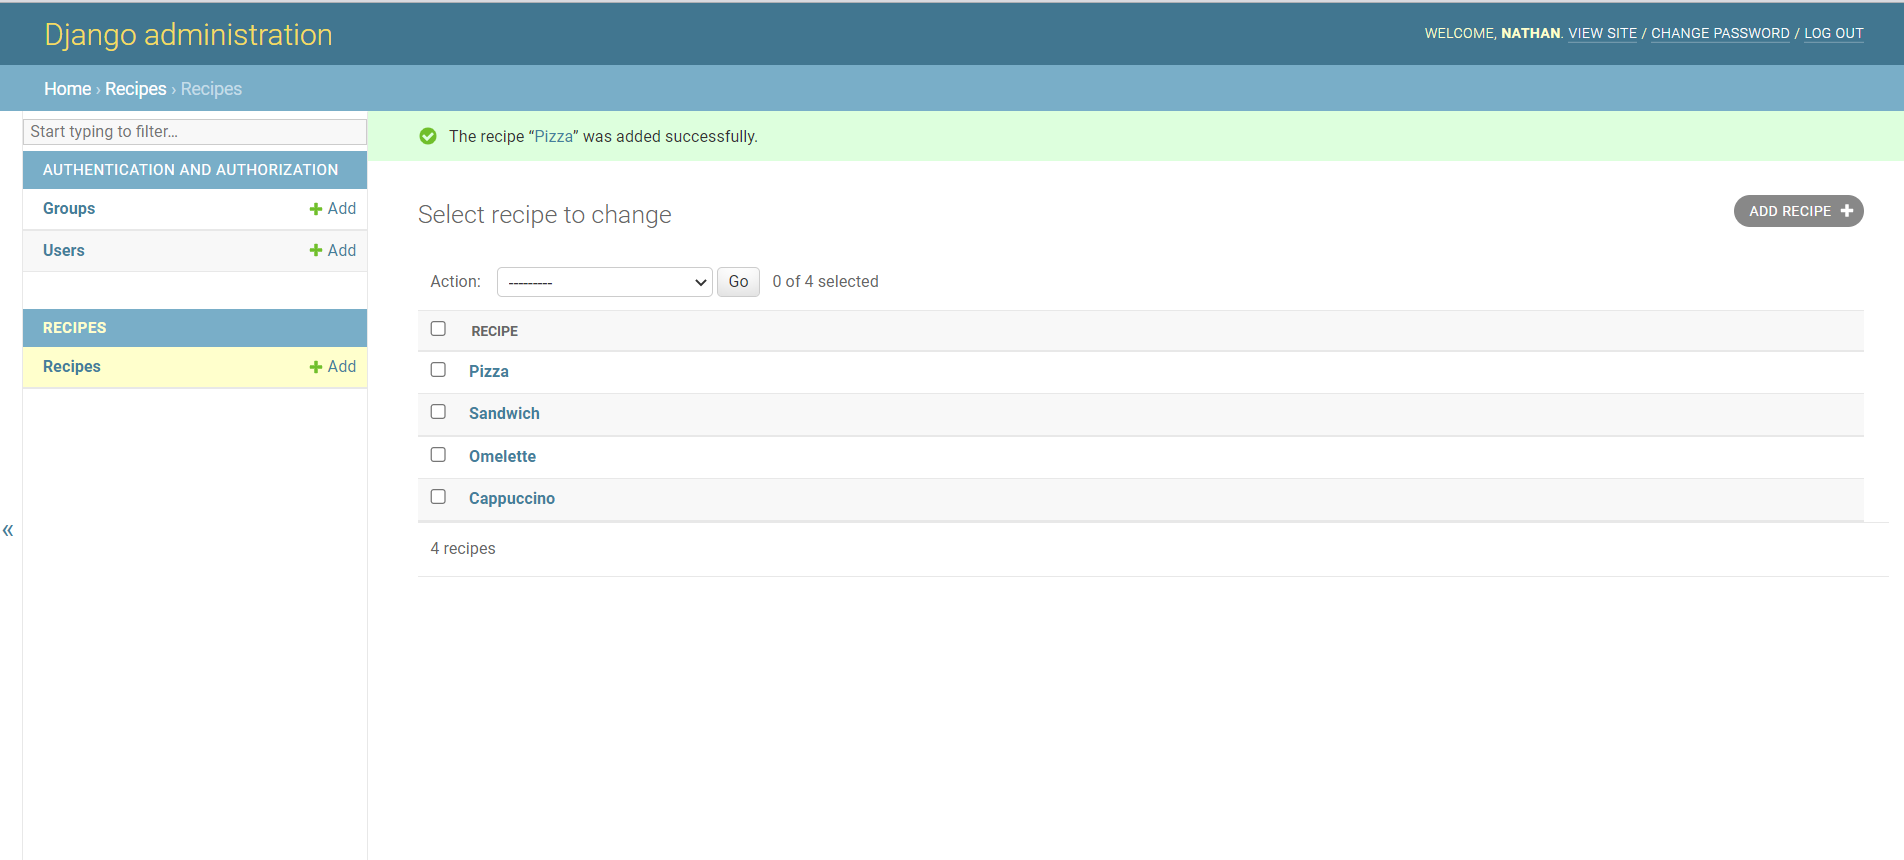 Django administration
WELCOME, NATHAN. VIEW SITE / CHANGE PASSWORD / LOG OUT
Home › Recipes › Recipes
Start typing to filter...
AUTHENTICATION AND AUTHORIZATION
Groups + Add
Users + Add
RECIPES
Recipes + Add
«
The recipe “Pizza” was added successfully.
Select recipe to change
ADD RECIPE +
Action: --------- Go 0 of 4 selected
RECIPE
Pizza
Sandwich
Omelette
Cappuccino
4 recipes